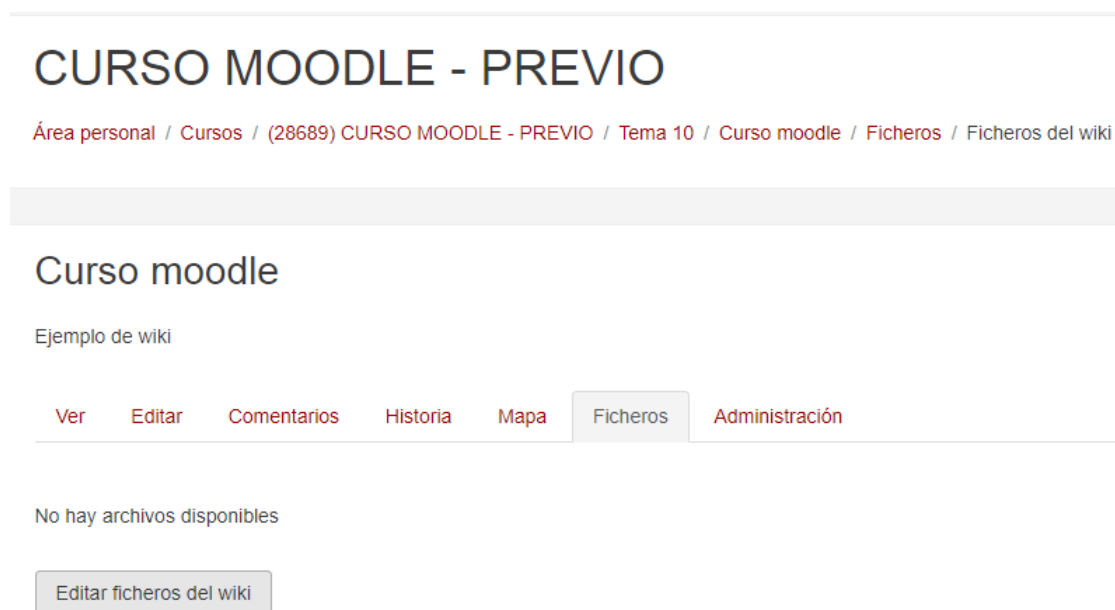 CURSO MOODLE - PREVIO
Área personal / Cursos / (28689) CURSO MOODLE - PREVIO / Tema 10 / Curso moodle / Ficheros / Ficheros del wiki
Curso moodle
Ejemplo de wiki
Ver Editar Comentarios Historia Mapa Ficheros Administración
No hay archivos disponibles
Editar ficheros del wiki